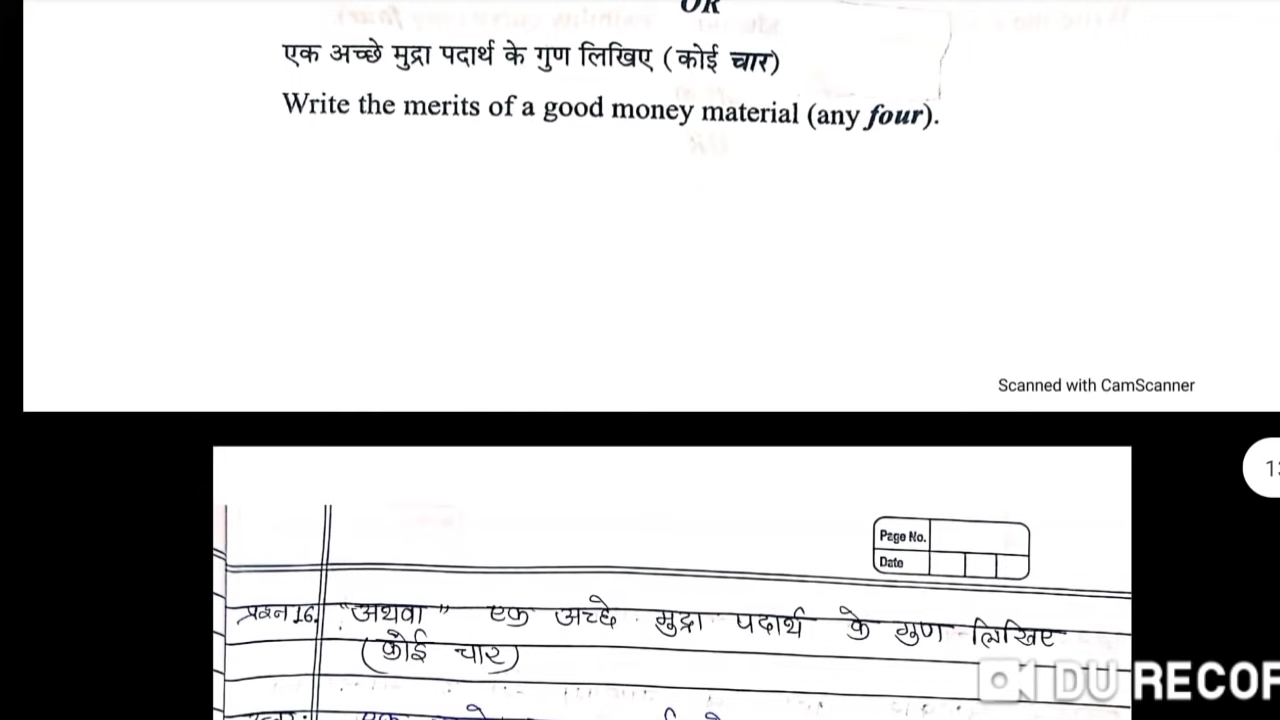 OR
एक अच्छे मुद्रा पदार्थ के गुण लिखिए (कोई चार)
Write the merits of a good money material (any four).
Scanned with CamScanner
13
Page No.
Date
प्रश्न 16. "अथवा" एक अच्छे मुद्रा पदार्थ के गुण लिखिए
(कोई चार)
DU RECOR